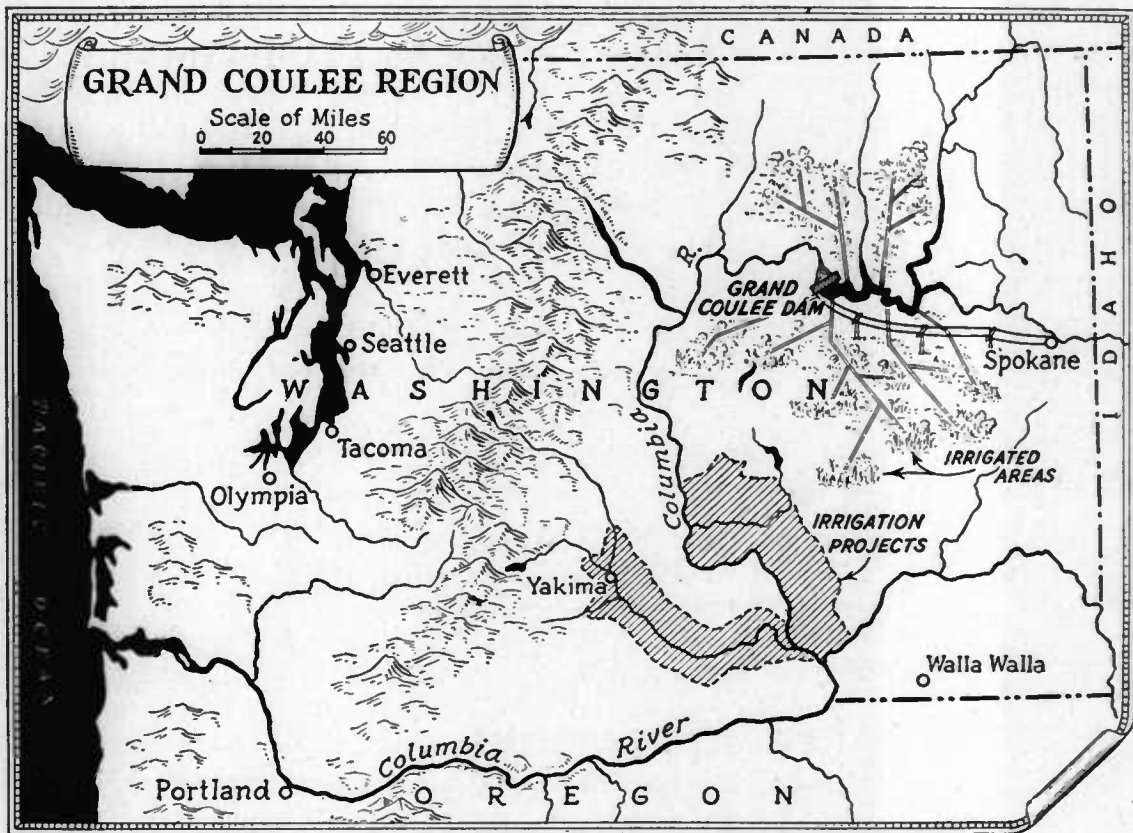 CANADA
GRAND COULEE REGION
Scale of Miles
0 20 40 60
IDAHO
R.
Everett
GRAND
COULEE DAM
Seattle
Spokane
WASHINGTON
Columbia
Tacoma
IRRIGATED
AREAS
Olympia
IRRIGATION
PROJECTS
Yakima
PACIFIC OCEAN
Walla Walla
Columbia River
Portland
OREGON